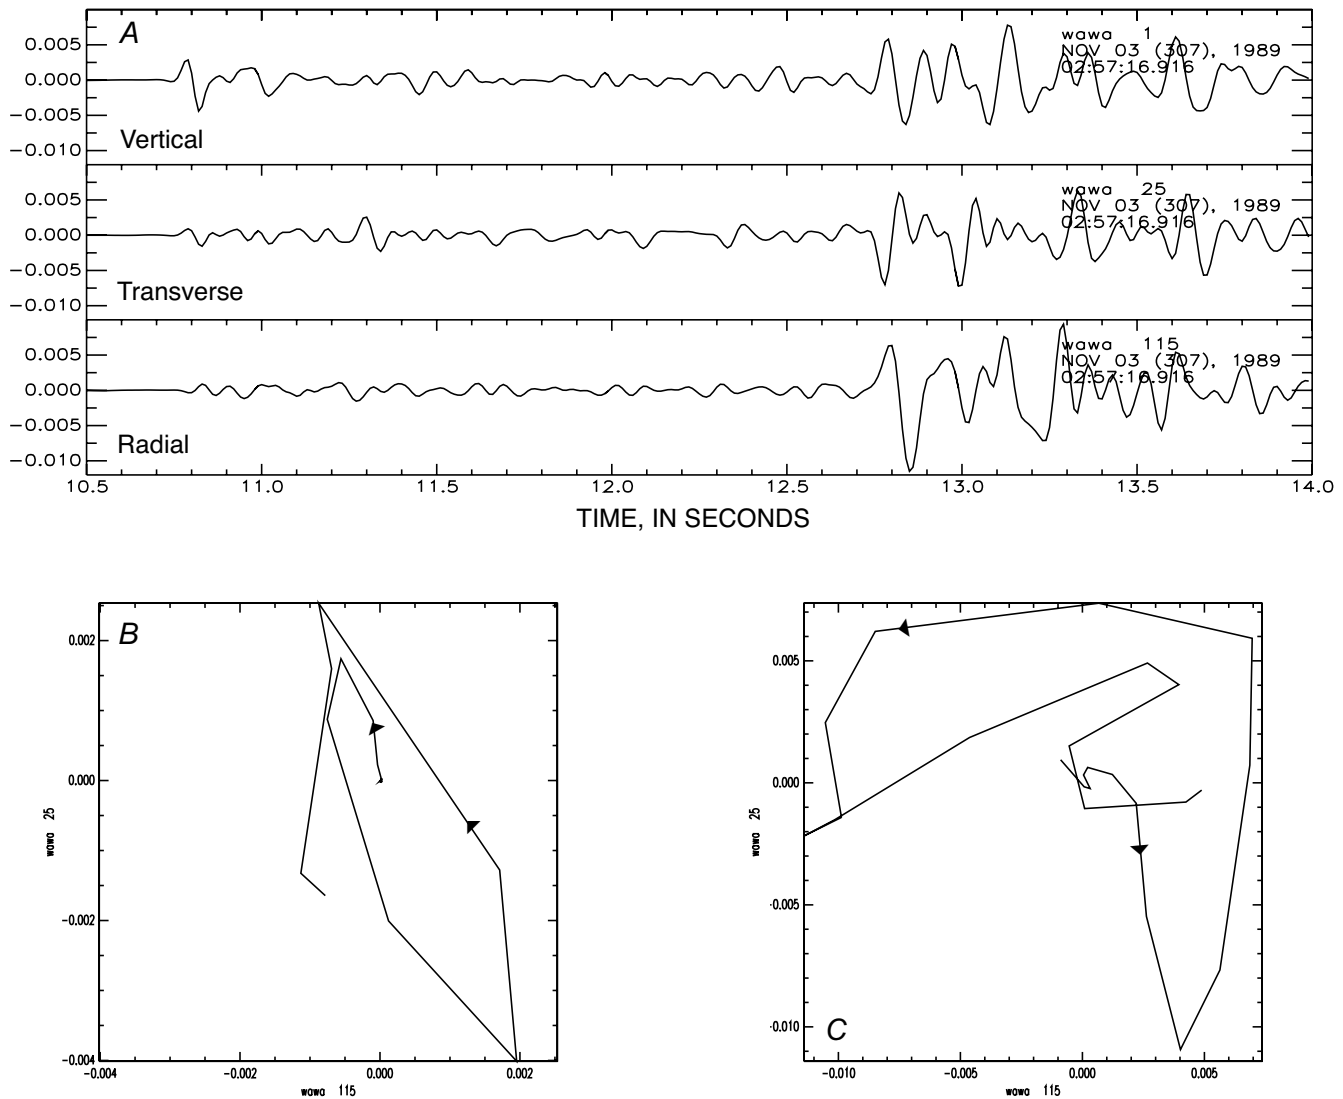 A
wawa 1
NOV 03 (307), 1989
02:57:16.916
0.005
0.000
−0.005
−0.010
Vertical
wawa 25
NOV 03 (307), 1989
02:57:16.916
0.005
0.000
−0.005
−0.010
Transverse
wawa 115
NOV 03 (307), 1989
02:57:16.916
0.005
0.000
−0.005
−0.010
Radial
10.5 11.0 11.5 12.0 12.5 13.0 13.5 14.0
TIME, IN SECONDS
B
0.002
0.000
-0.002
-0.004
wawa 25
-0.004 -0.002 0.000 0.002
wawa 115
C
0.005
0.000
-0.005
-0.010
wawa 25
-0.010 -0.005 0.000 0.005
wawa 115